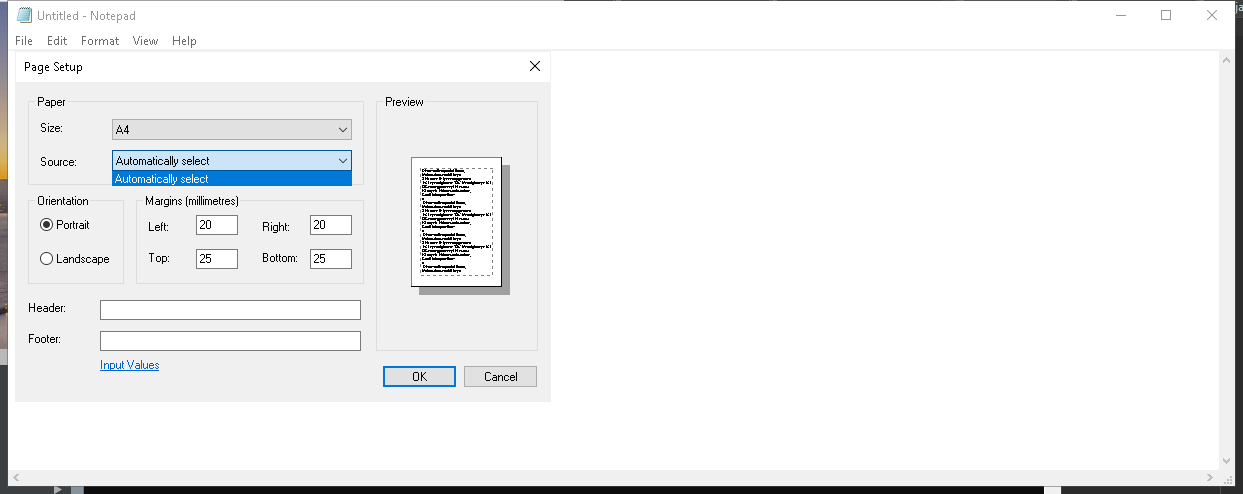 Untitled - Notepad
File Edit Format View Help
Page Setup
Paper
Size: A4
Source: Automatically select
Automatically select
Orientation
Portrait
Landscape
Margins (millimetres)
Left: 20 Right: 20
Top: 25 Bottom: 25
Header:
Footer:
Input Values
Preview
OK Cancel